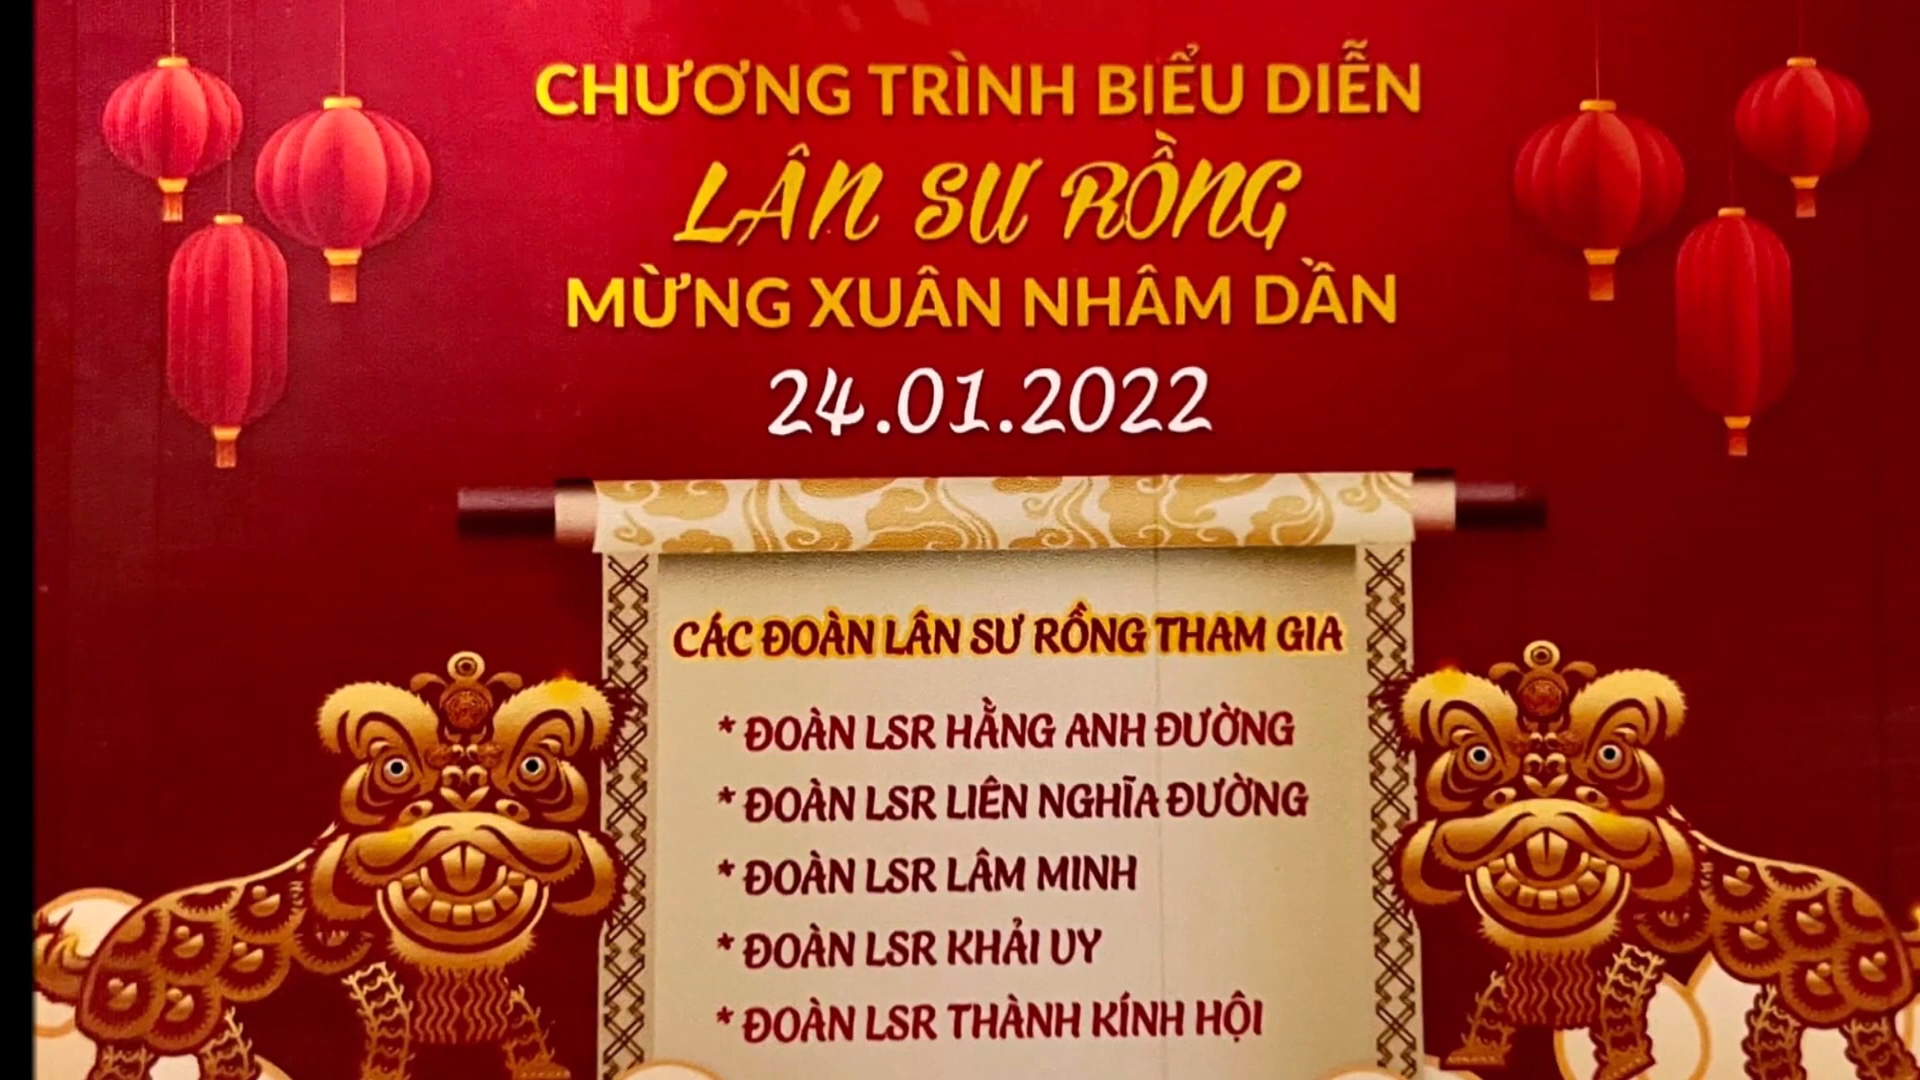 CHƯƠNG TRÌNH BIỂU DIỄN
LÂN SƯ RỒNG
MỪNG XUÂN NHÂM DẦN
24.01.2022
CÁC ĐOÀN LÂN SƯ RỒNG THAM GIA
* ĐOÀN LSR HẰNG ANH ĐƯỜNG
* ĐOÀN LSR LIÊN NGHĨA ĐƯỜNG
* ĐOÀN LSR LÂM MINH
* ĐOÀN LSR KHẢI UY
* ĐOÀN LSR THÀNH KÍNH HỘI